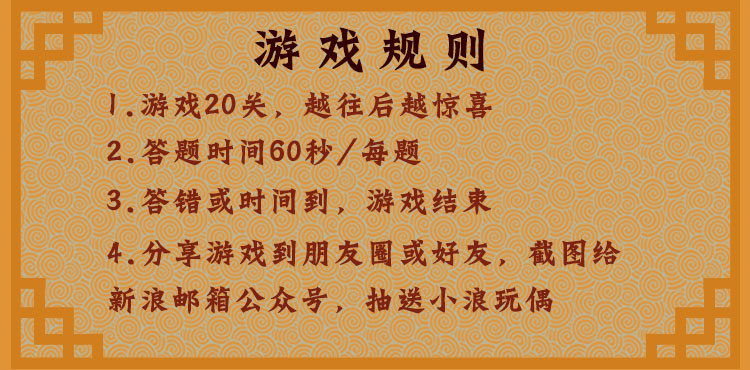 游戏规则
1.游戏20关，越往后越惊喜
2.答题时间60秒/每题
3.答错或时间到，游戏结束
4.分享游戏到朋友圈或好友，截图给
新浪邮箱公众号，抽送小浪玩偶